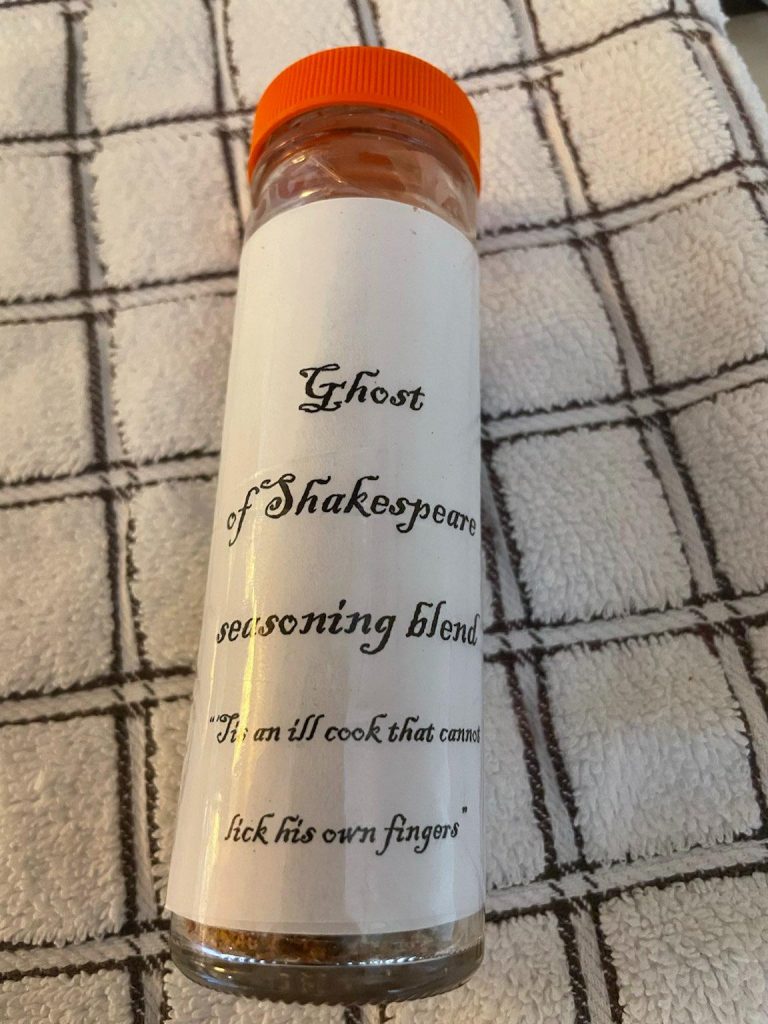 Ghost
of Shakespeare
seasoning blend
"'Tis an ill cook that cannot
lick his own fingers"